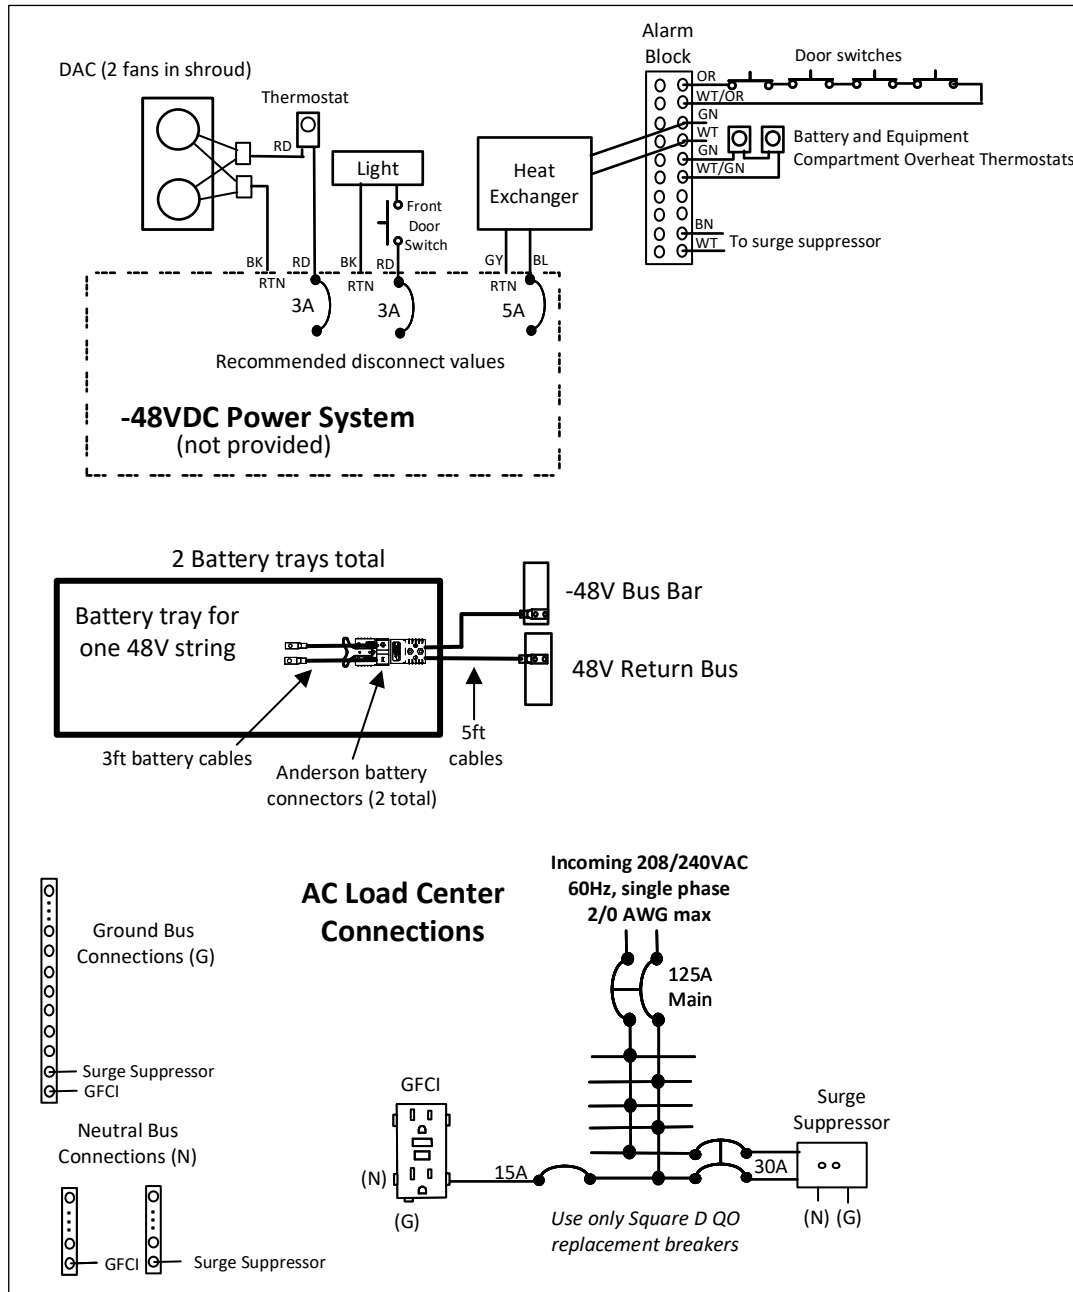 Alarm
Block
DAC (2 fans in shroud)
Thermostat
RD
Light
Front
Door
Switch
Heat
Exchanger
OR
WT/OR
GN
WT
GN
WT/GN
BN
WT
Door switches
Battery and Equipment
Compartment Overheat Thermostats
To surge suppressor
BK
RTN
RD
3A
BK
RTN
RD
3A
GY
RTN
BL
5A
Recommended disconnect values
-48VDC Power System
(not provided)
2 Battery trays total
Battery tray for
one 48V string
-48V Bus Bar
48V Return Bus
3ft battery cables
Anderson battery
connectors (2 total)
5ft
cables
AC Load Center
Connections
Incoming 208/240VAC
60Hz, single phase
2/0 AWG max
125A
Main
Ground Bus
Connections (G)
Surge Suppressor
GFCI
Neutral Bus
Connections (N)
GFCI
Surge Suppressor
GFCI
(N)
(G)
15A
30A
Surge
Suppressor
(N) (G)
Use only Square D QO
replacement breakers